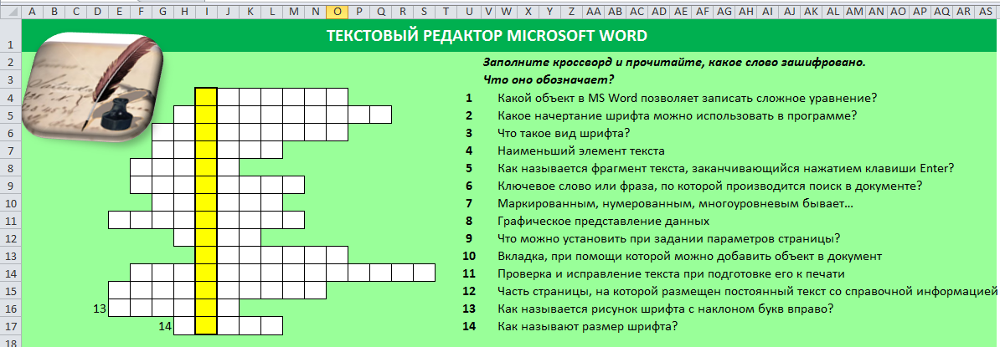 A B C D E F G H I J K L M N O P Q R S T U V W X Y Z AA AB AC AD AE AF AG AH AI AJ AK AL AM AN AO AP AQ AR AS
1 ТЕКСТОВЫЙ РЕДАКТОР MICROSOFT WORD
2 Заполните кроссворд и прочитайте, какое слово зашифровано.
3 Что оно обозначает?
4 1 Какой объект в MS Word позволяет записать сложное уравнение?
5 2 Какое начертание шрифта можно использовать в программе?
6 3 Что такое вид шрифта?
7 4 Наименьший элемент текста
8 5 Как называется фрагмент текста, заканчивающийся нажатием клавиши Enter?
9 6 Ключевое слово или фраза, по которой производится поиск в документе?
10 7 Маркированным, нумерованным, многоуровневым бывает...
11 8 Графическое представление данных
12 9 Что можно установить при задании параметров страницы?
13 10 Вкладка, при помощи которой можно добавить объект в документ
14 11 Проверка и исправление текста при подготовке его к печати
15 12 Часть страницы, на которой размещен постоянный текст со справочной информацией
16 13 13 Как называется рисунок шрифта с наклоном букв вправо?
17 14 14 Как называют размер шрифта?
18